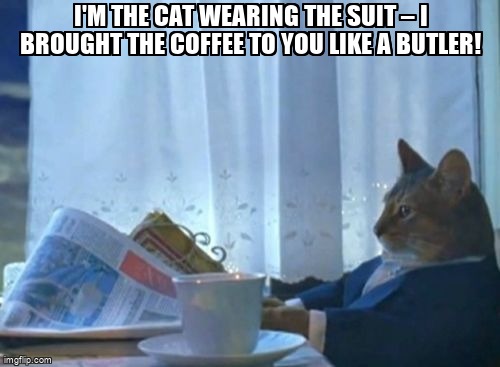 I'M THE CAT WEARING THE SUIT – I
BROUGHT THE COFFEE TO YOU LIKE A BUTLER!
imgflip.com